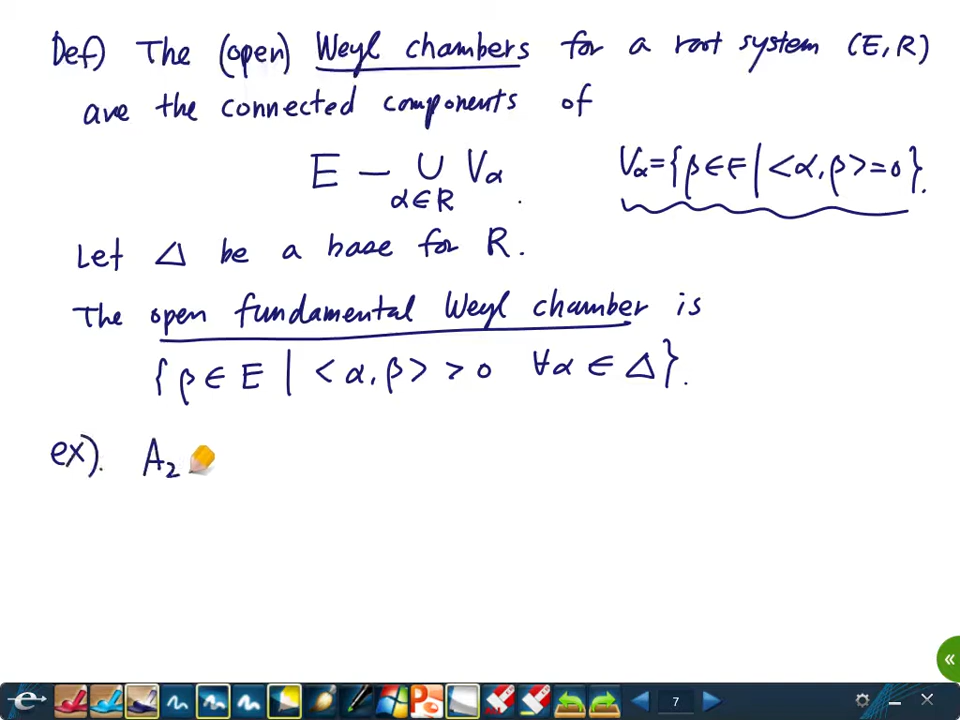 Def) The (open) Weyl chambers for a root system (E, R)
are the connected components of
E − ∪ Vα
α∈R .
Vα={β∈E|<α,β>=0}.
Let Δ be a base for R.
The open fundamental Weyl chamber is
{β∈E | <α,β> > 0 ∀α∈Δ}.
ex). A₂
7